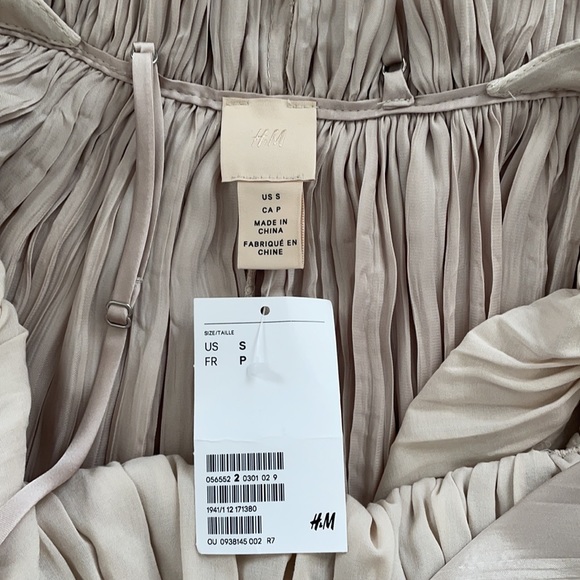 H&M
US S
CA P
MADE IN
CHINA
FABRIQUÉ EN
CHINE
SIZE/TAILLE
US S
FR P
056552 2 0301 02 9
1941/1 12 171380
H&M
OU 0938145 002 R7